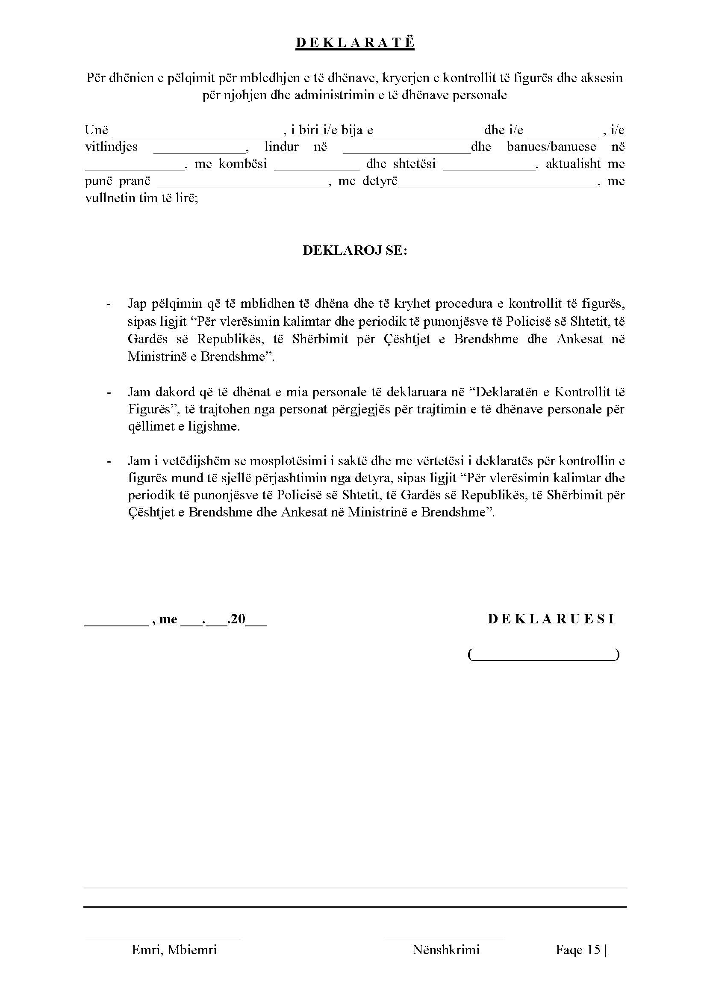 D E K L A R A T Ë
Për dhënien e pëlqimit për mbledhjen e të dhënave, kryerjen e kontrollit të figurës dhe aksesin
për njohjen dhe administrimin e të dhënave personale
Unë ________________________, i biri i/e bija e_______________ dhe i/e __________ , i/e
vitlindjes _____________, lindur në __________________dhe banues/banuese në
______________, me kombësi ____________ dhe shtetësi _____________, aktualisht me
punë pranë ________________________, me detyrë____________________________, me
vullnetin tim të lirë;
DEKLAROJ SE:
- Jap pëlqimin që të mblidhen të dhëna dhe të kryhet procedura e kontrollit të figurës,
sipas ligjit “Për vlerësimin kalimtar dhe periodik të punonjësve të Policisë së Shtetit, të
Gardës së Republikës, të Shërbimit për Çështjet e Brendshme dhe Ankesat në
Ministrinë e Brendshme”.
- Jam dakord që të dhënat e mia personale të deklaruara në “Deklaratën e Kontrollit të
Figurës”, të trajtohen nga personat përgjegjës për trajtimin e të dhënave personale për
qëllimet e ligjshme.
- Jam i vetëdijshëm se mosplotësimi i saktë dhe me vërtetësi i deklaratës për kontrollin e
figurës mund të sjellë përjashtimin nga detyra, sipas ligjit “Për vlerësimin kalimtar dhe
periodik të punonjësve të Policisë së Shtetit, të Gardës së Republikës, të Shërbimit për
Çështjet e Brendshme dhe Ankesat në Ministrinë e Brendshme”.
_________ , me ___.___.20___ D E K L A R U E S I
(____________________)
______________________ _________________
Emri, Mbiemri Nënshkrimi Faqe 15 |